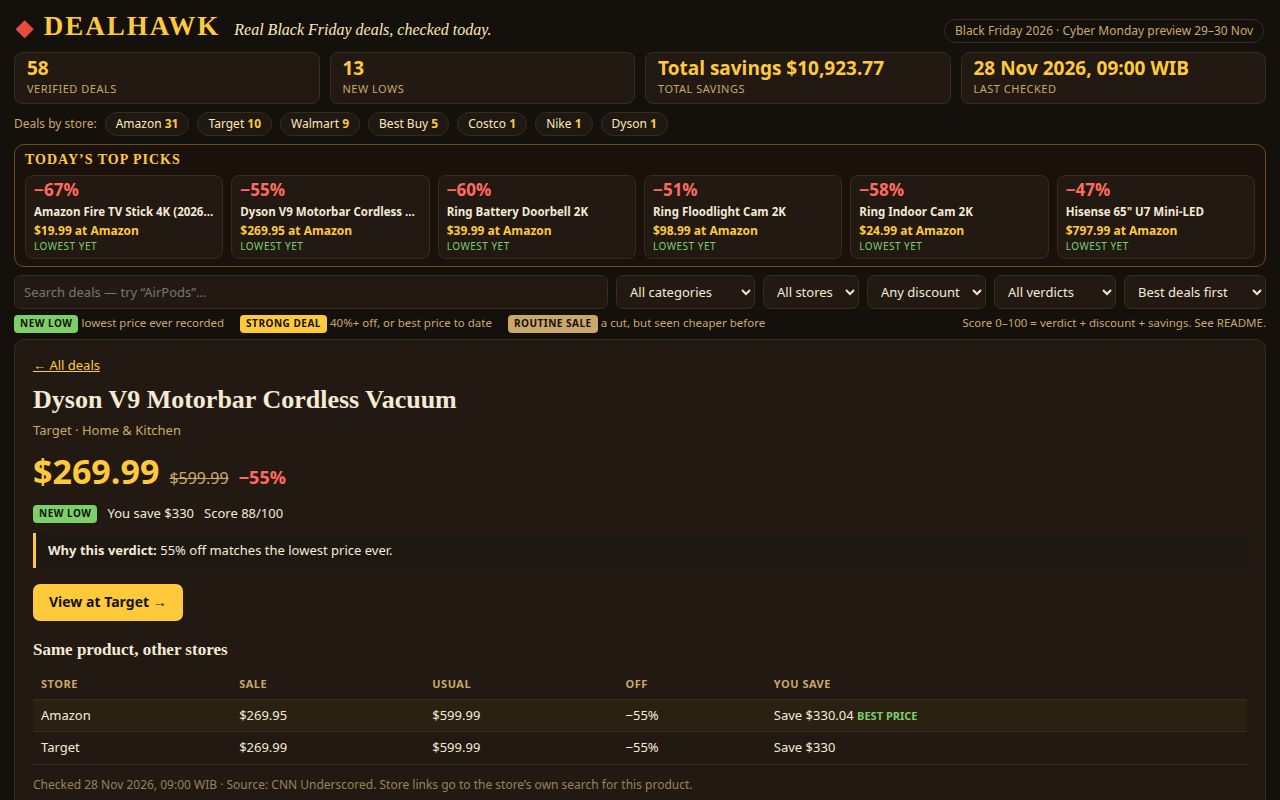 ◆ DEALHAWK Real Black Friday deals, checked today. Black Friday 2026 · Cyber Monday preview 29–30 Nov
58
VERIFIED DEALS
13
NEW LOWS
Total savings $10,923.77
TOTAL SAVINGS
28 Nov 2026, 09:00 WIB
LAST CHECKED
Deals by store: Amazon 31 Target 10 Walmart 9 Best Buy 5 Costco 1 Nike 1 Dyson 1
TODAY’S TOP PICKS
−67%
Amazon Fire TV Stick 4K (2026...
$19.99 at Amazon
LOWEST YET
−55%
Dyson V9 Motorbar Cordless ...
$269.95 at Amazon
LOWEST YET
−60%
Ring Battery Doorbell 2K
$39.99 at Amazon
LOWEST YET
−51%
Ring Floodlight Cam 2K
$98.99 at Amazon
LOWEST YET
−58%
Ring Indoor Cam 2K
$24.99 at Amazon
LOWEST YET
−47%
Hisense 65" U7 Mini-LED
$797.99 at Amazon
LOWEST YET
Search deals — try “AirPods”... All categories All stores Any discount All verdicts Best deals first
NEW LOW lowest price ever recorded STRONG DEAL 40%+ off, or best price to date ROUTINE SALE a cut, but seen cheaper before Score 0–100 = verdict + discount + savings. See README.
← All deals
Dyson V9 Motorbar Cordless Vacuum
Target · Home & Kitchen
$269.99 $599.99 −55%
NEW LOW You save $330 Score 88/100
Why this verdict: 55% off matches the lowest price ever.
View at Target →
Same product, other stores
STORE SALE USUAL OFF YOU SAVE
Amazon $269.95 $599.99 −55% Save $330.04 BEST PRICE
Target $269.99 $599.99 −55% Save $330
Checked 28 Nov 2026, 09:00 WIB · Source: CNN Underscored. Store links go to the store’s own search for this product.